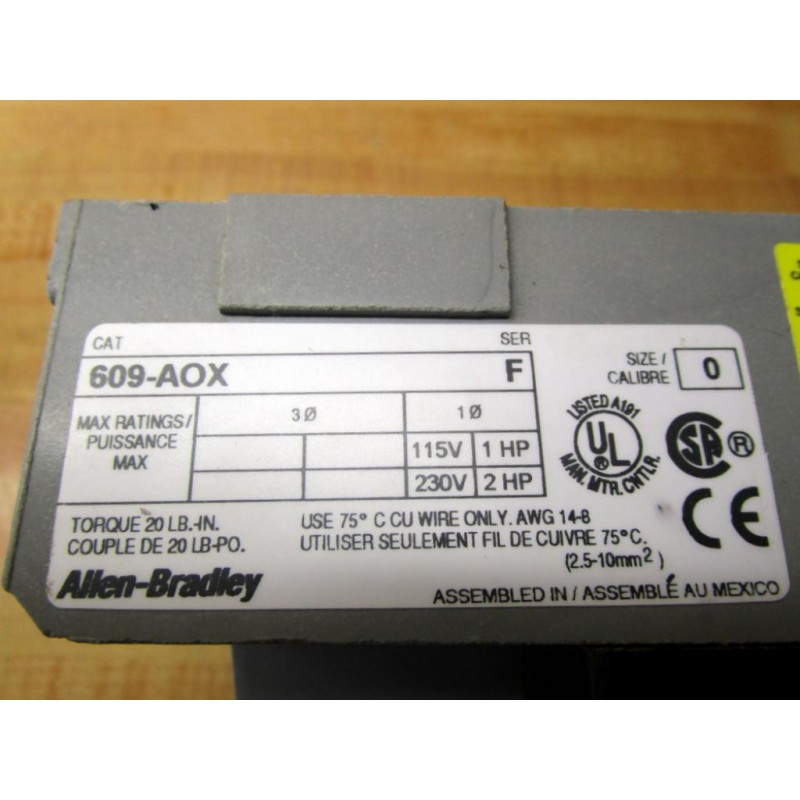 CAT
SER
609-AOX
F
SIZE /
CALIBRE
0
MAX RATINGS/
PUISSANCE
MAX
3Ø
1Ø
115V
1 HP
230V
2 HP
LISTED A191
UL
®
MAN. MTR. CNTLR.
SA ®
CE
TORQUE 20 LB.-IN.
COUPLE DE 20 LB-PO.
USE 75° C CU WIRE ONLY. AWG 14-8
UTILISER SEULEMENT FIL DE CUIVRE 75°C.
(2.5-10mm²)
Allen-Bradley
ASSEMBLED IN / ASSEMBLÉ AU MEXICO